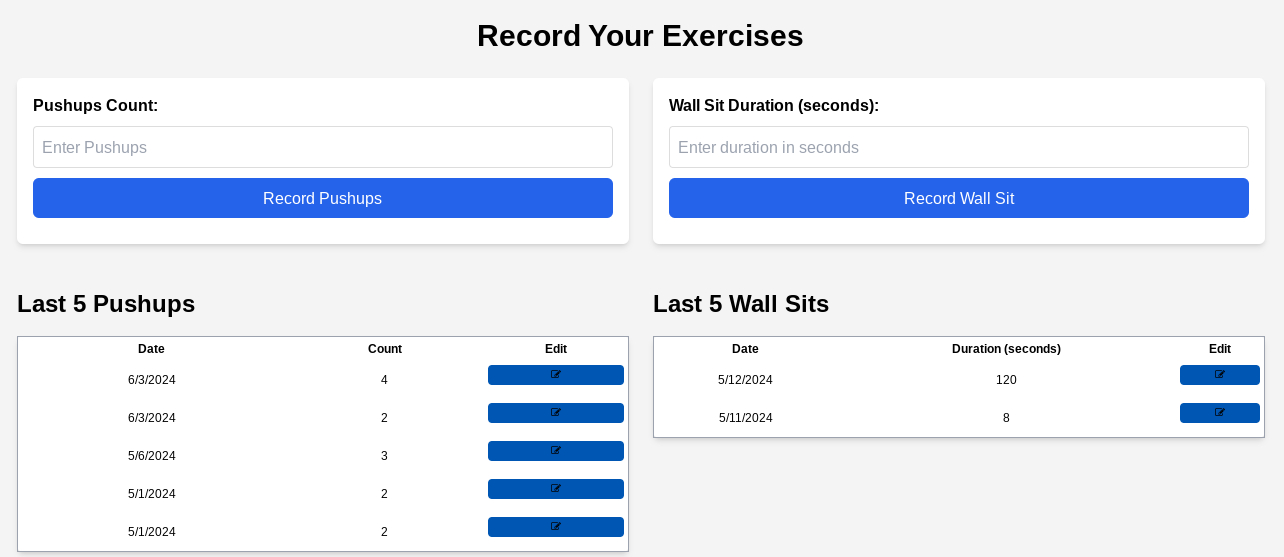 Record Your Exercises
Pushups Count:
Enter Pushups
Record Pushups
Wall Sit Duration (seconds):
Enter duration in seconds
Record Wall Sit
Last 5 Pushups
Date Count Edit
6/3/2024 4
6/3/2024 2
5/6/2024 3
5/1/2024 2
5/1/2024 2
Last 5 Wall Sits
Date Duration (seconds) Edit
5/12/2024 120
5/11/2024 8